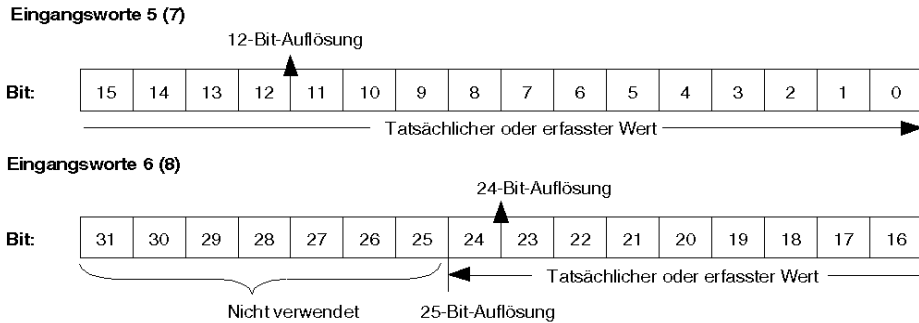 Eingangsworte 5 (7)
12-Bit-Auflösung
Bit: 15 14 13 12 11 10 9 8 7 6 5 4 3 2 1 0
Tatsächlicher oder erfasster Wert
Eingangsworte 6 (8)
24-Bit-Auflösung
Bit: 31 30 29 28 27 26 25 24 23 22 21 20 19 18 17 16
Tatsächlicher oder erfasster Wert
Nicht verwendet 25-Bit-Auflösung